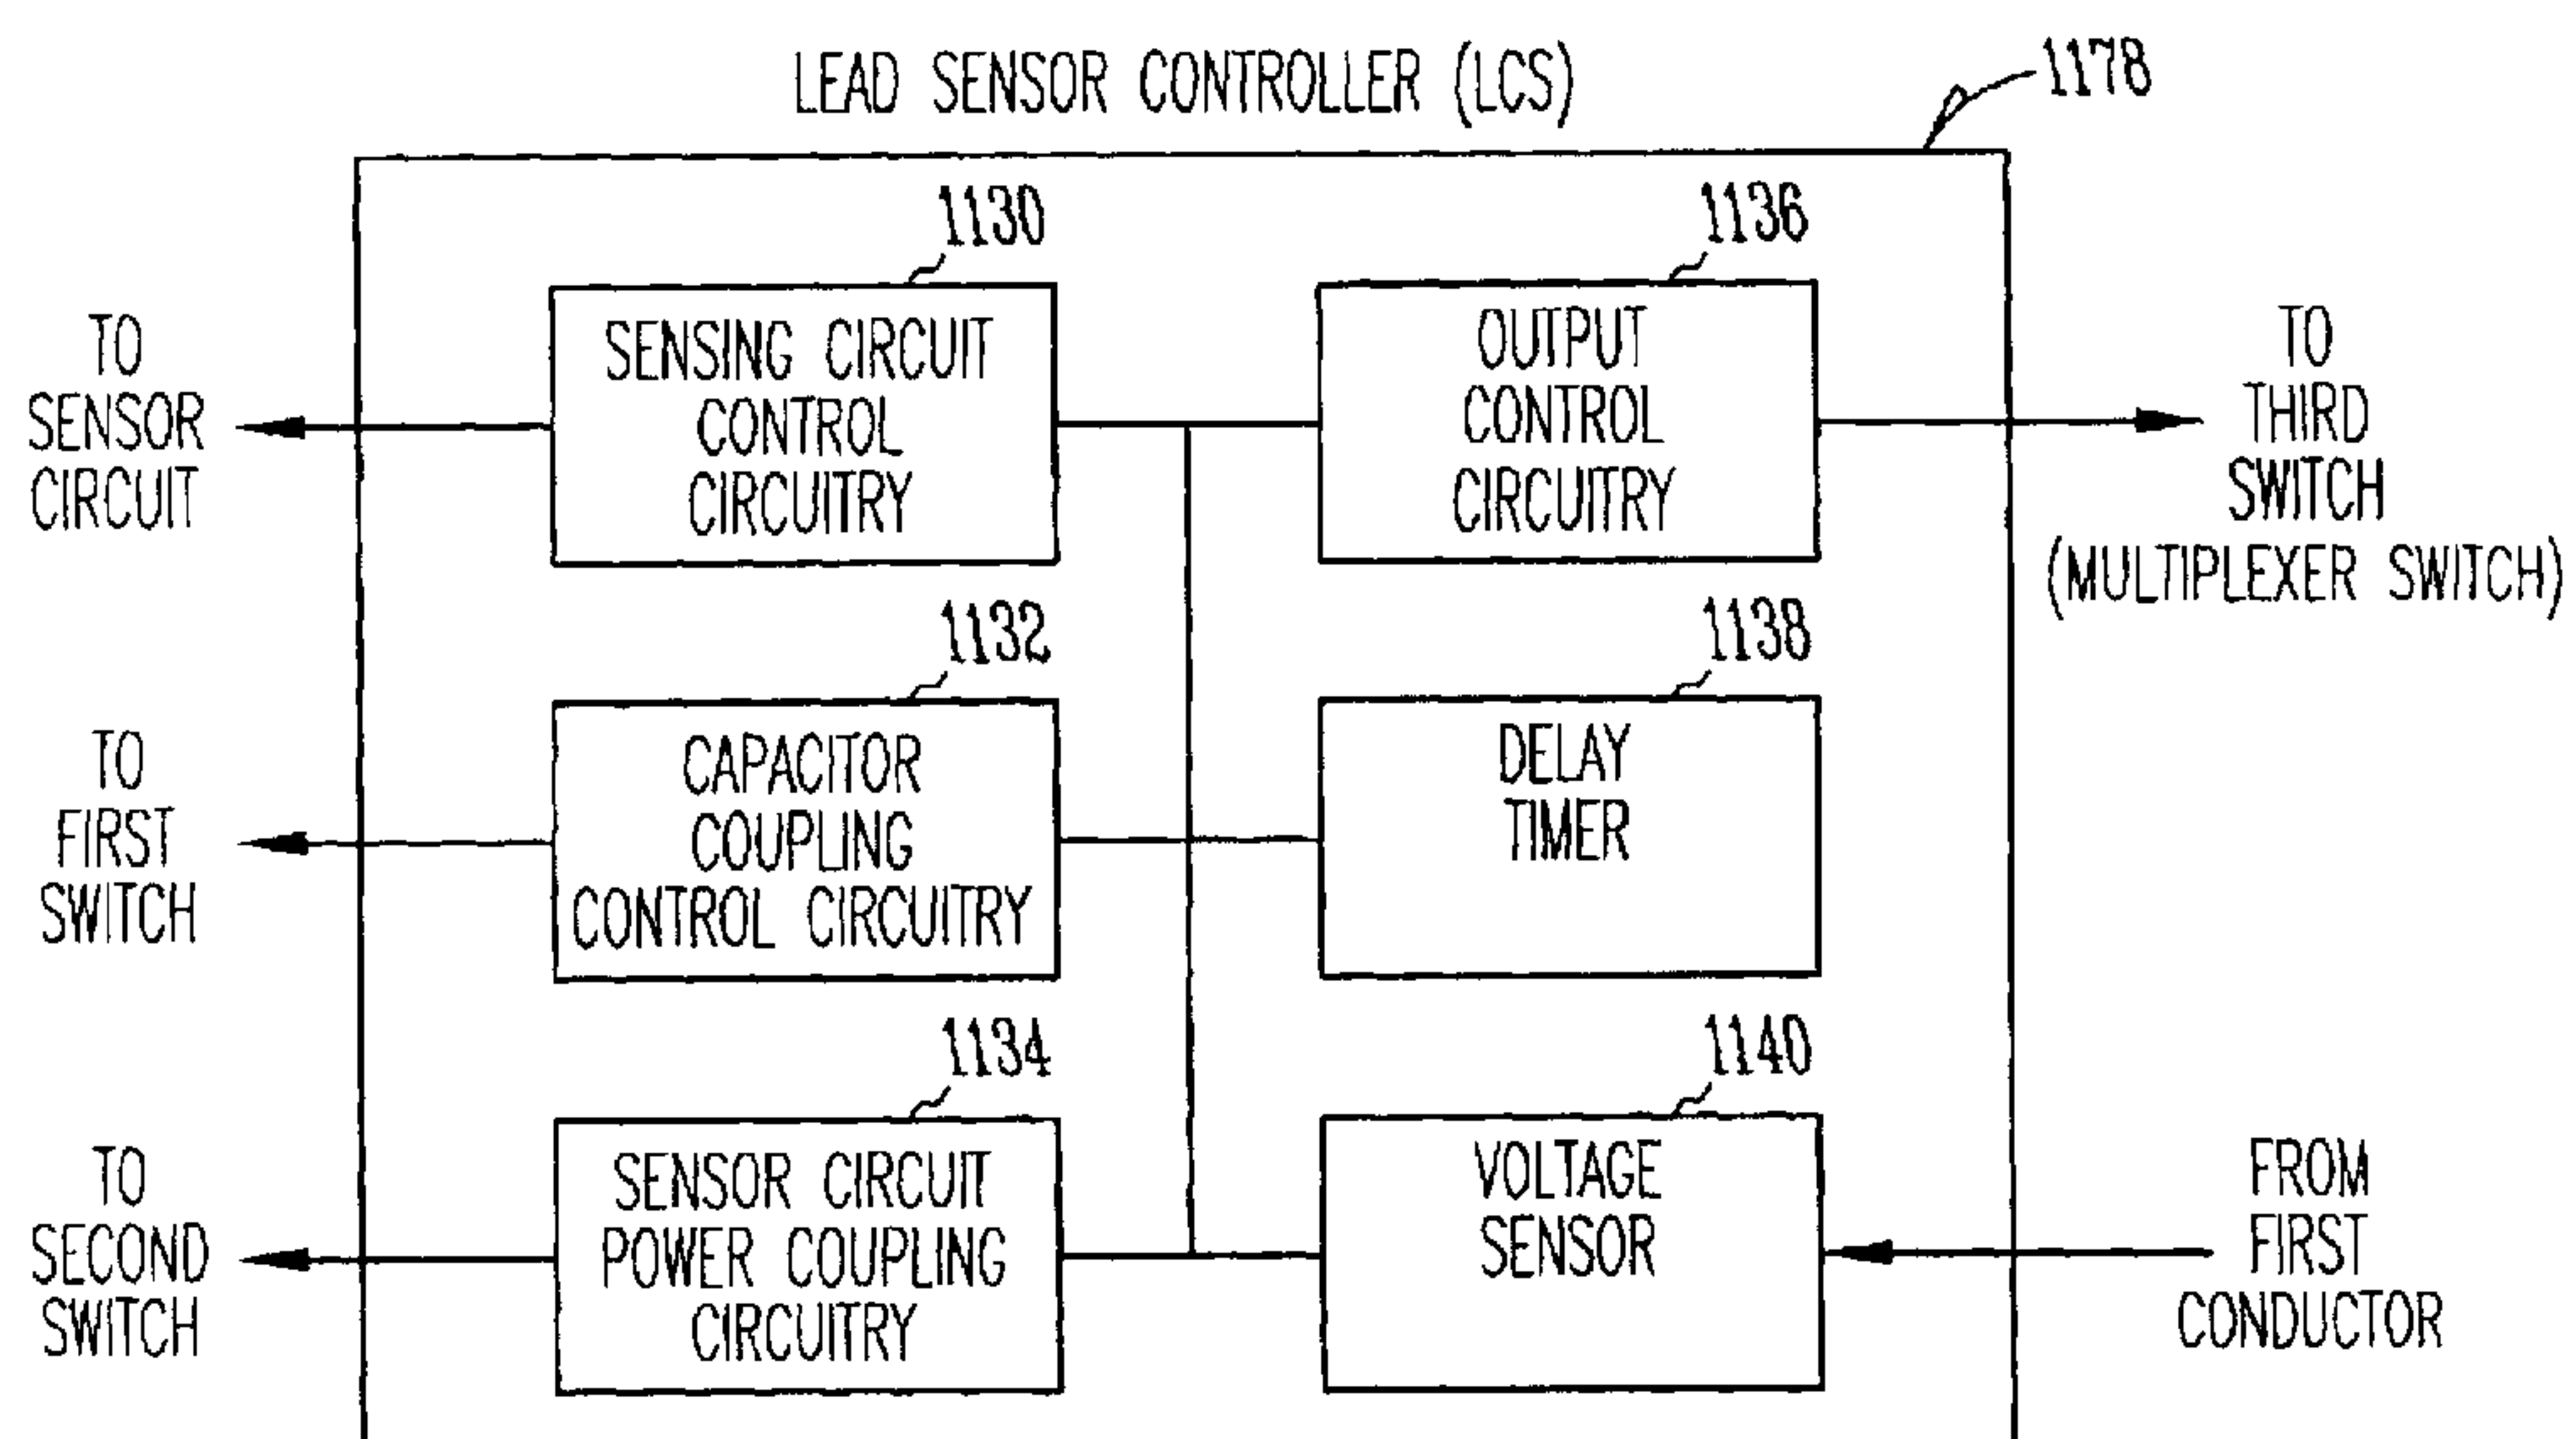 LEAD SENSOR CONTROLLER (LCS)
1178
1130
1136
TO
SENSOR
CIRCUIT
SENSING CIRCUIT
CONTROL
CIRCUITRY
OUTPUT
CONTROL
CIRCUITRY
TO
THIRD
SWITCH
(MULTIPLEXER SWITCH)
1132
1138
TO
FIRST
SWITCH
CAPACITOR
COUPLING
CONTROL CIRCUITRY
DELAY
TIMER
1134
1140
TO
SECOND
SWITCH
SENSOR CIRCUIT
POWER COUPLING
CIRCUITRY
VOLTAGE
SENSOR
FROM
FIRST
CONDUCTOR